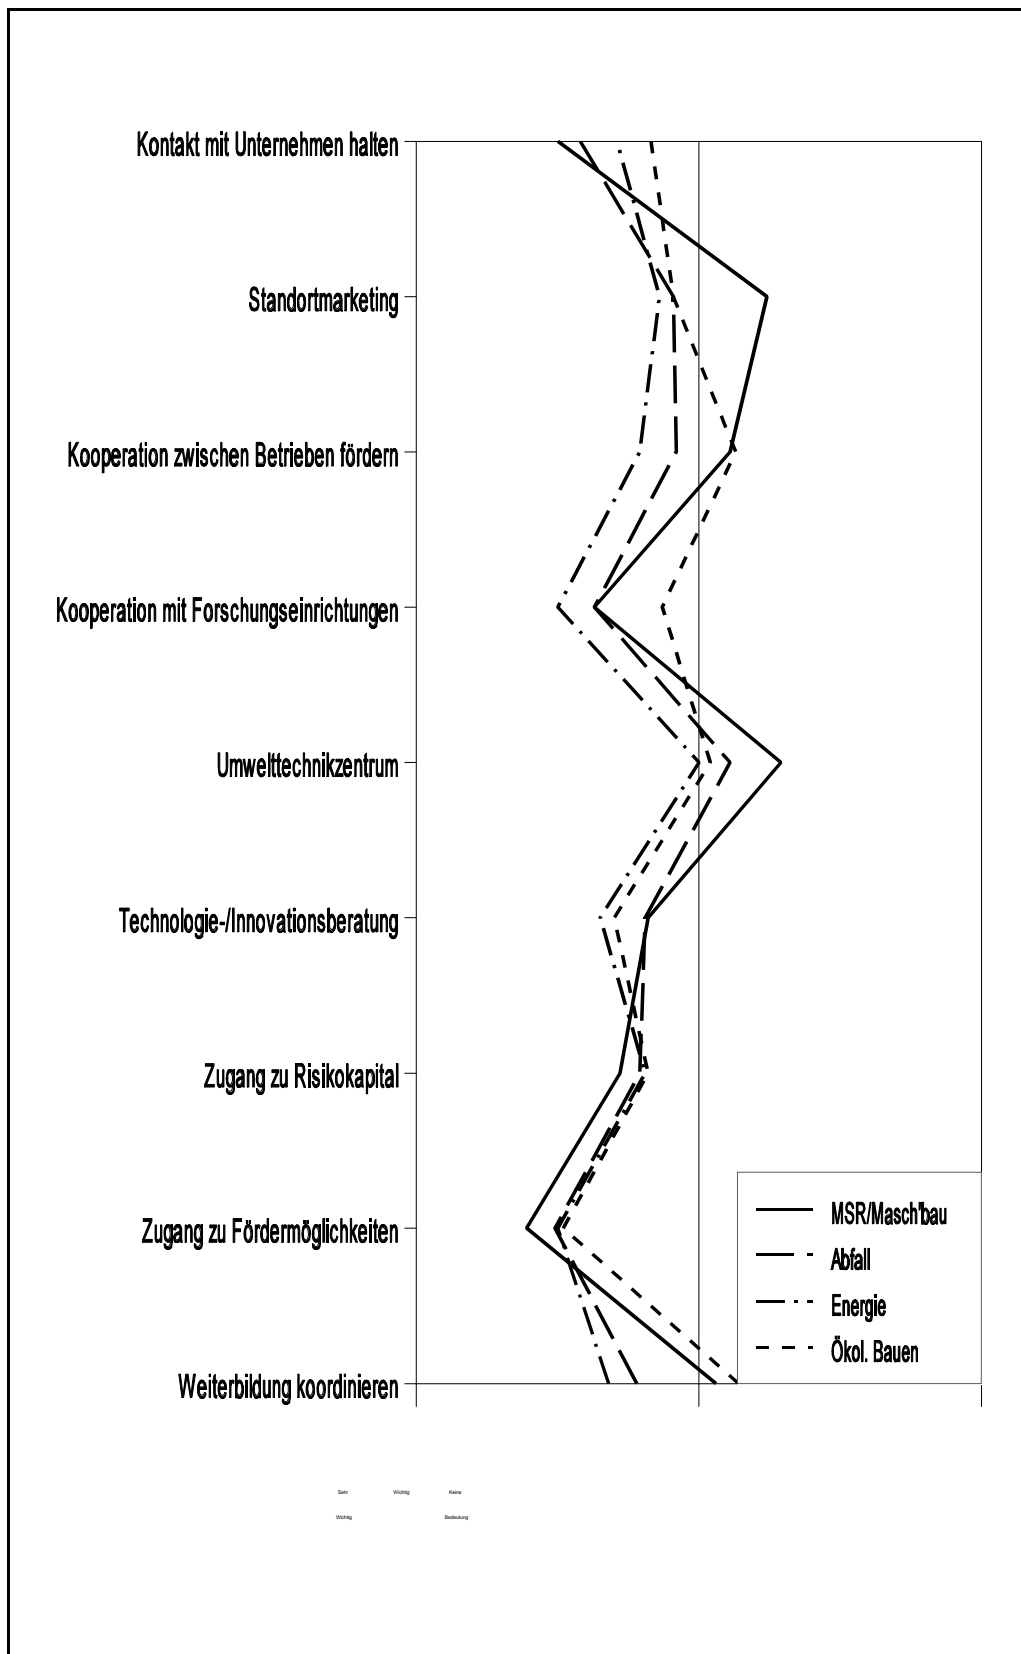 Kontakt mit Unternehmen halten
Standortmarketing
Kooperation zwischen Betrieben fördern
Kooperation mit Forschungseinrichtungen
Umwelttechnikzentrum
Technologie-/Innovationsberatung
Zugang zu Risikokapital
Zugang zu Fördermöglichkeiten
Weiterbildung koordinieren
MSR/Masch'bau
Abfall
Energie
Ökol. Bauen
Sehr Wichtig Keine
Wichtig Bedeutung